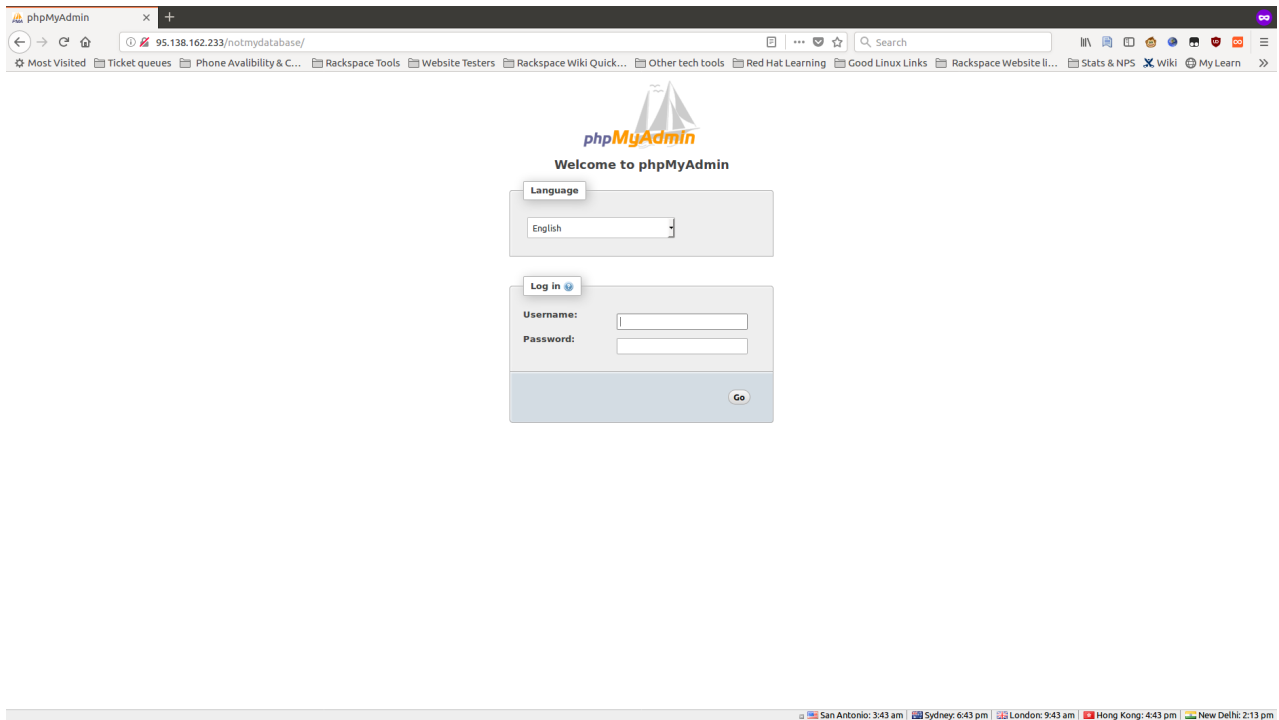 phpMyAdmin
95.138.162.233/notmydatabase/
Search
Most Visited Ticket queues Phone Avalibility & C... Rackspace Tools Website Testers Rackspace Wiki Quick... Other tech tools Red Hat Learning Good Linux Links Rackspace Website li... Stats & NPS Wiki My Learn
phpMyAdmin
Welcome to phpMyAdmin
Language
English
Log in
Username:
Password:
Go
San Antonio: 3:43 am Sydney: 6:43 pm London: 9:43 am Hong Kong: 4:43 pm New Delhi: 2:13 pm